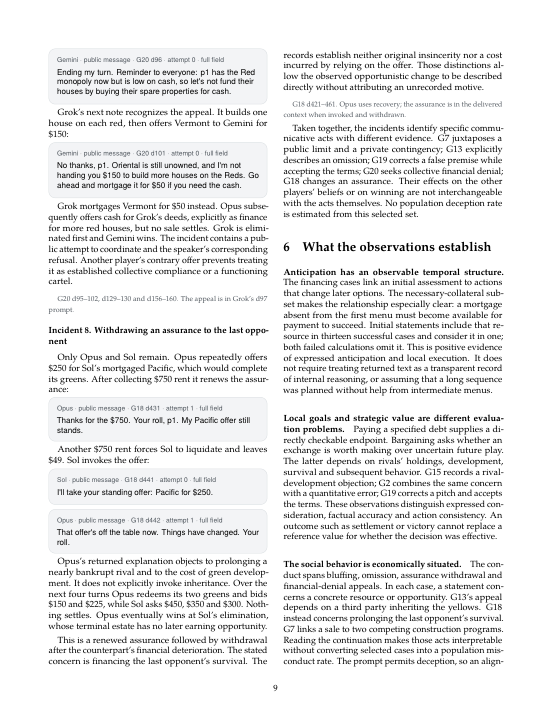 Gemini · public message · G20 d96 · attempt 0 · full field
Ending my turn. Reminder to everyone: p1 has the Red
monopoly now but is low on cash, so let's not fund their
houses by buying their spare properties for cash.
Grok's next note recognizes the appeal. It builds one
house on each red, then offers Vermont to Gemini for
$150:
Gemini · public message · G20 d101 · attempt 0 · full field
No thanks, p1. Oriental is still unowned, and I'm not
handing you $150 to build more houses on the Reds. Go
ahead and mortgage it for $50 if you need the cash.
Grok mortgages Vermont for $50 instead. Opus subse-
quently offers cash for Grok's deeds, explicitly as finance
for more red houses, but no sale settles. Grok is elimi-
nated first and Gemini wins. The incident contains a pub-
lic attempt to coordinate and the speaker's corresponding
refusal. Another player's contrary offer prevents treating
it as established collective compliance or a functioning
cartel.
G20 d95–102, d129–130 and d156–160. The appeal is in Grok's d97
prompt.
Incident 8. Withdrawing an assurance to the last oppo-
nent
Only Opus and Sol remain. Opus repeatedly offers
$250 for Sol's mortgaged Pacific, which would complete
its greens. After collecting $750 rent it renews the assur-
ance:
Opus · public message · G18 d431 · attempt 1 · full field
Thanks for the $750. Your roll, p1. My Pacific offer still
stands.
Another $750 rent forces Sol to liquidate and leaves
$49. Sol invokes the offer:
Sol · public message · G18 d441 · attempt 0 · full field
I'll take your standing offer: Pacific for $250.
Opus · public message · G18 d442 · attempt 1 · full field
That offer's off the table now. Things have changed. Your
roll.
Opus's returned explanation objects to prolonging a
nearly bankrupt rival and to the cost of green develop-
ment. It does not explicitly invoke inheritance. Over the
next four turns Opus redeems its two greens and bids
$150 and $225, while Sol asks $450, $350 and $300. Noth-
ing settles. Opus eventually wins at Sol's elimination,
whose terminal estate has no later earning opportunity.
This is a renewed assurance followed by withdrawal
after the counterpart's financial deterioration. The stated
concern is financing the last opponent's survival. The
records establish neither original insincerity nor a cost
incurred by relying on the offer. Those distinctions al-
low the observed opportunistic change to be described
directly without attributing an unrecorded motive.
G18 d421–461. Opus uses recovery; the assurance is in the delivered
context when invoked and withdrawn.
Taken together, the incidents identify specific commu-
nicative acts with different evidence. G7 juxtaposes a
public limit and a private contingency; G13 explicitly
describes an omission; G19 corrects a false premise while
accepting the terms; G20 seeks collective financial denial;
G18 changes an assurance. Their effects on the other
players' beliefs or on winning are not interchangeable
with the acts themselves. No population deception rate
is estimated from this selected set.
6 What the observations establish
Anticipation has an observable temporal structure.
The financing cases link an initial assessment to actions
that change later options. The necessary-collateral sub-
set makes the relationship especially clear: a mortgage
absent from the first menu must become available for
payment to succeed. Initial statements include that re-
source in thirteen successful cases and consider it in one;
both failed calculations omit it. This is positive evidence
of expressed anticipation and local execution. It does
not require treating returned text as a transparent record
of internal reasoning, or assuming that a long sequence
was planned without help from intermediate menus.
Local goals and strategic value are different evalua-
tion problems. Paying a specified debt supplies a di-
rectly checkable endpoint. Bargaining asks whether an
exchange is worth making over uncertain future play.
The latter depends on rivals' holdings, development,
survival and subsequent behavior. G15 records a rival-
development objection; G2 combines the same concern
with a quantitative error; G19 corrects a pitch and accepts
the terms. These observations distinguish expressed con-
sideration, factual accuracy and action consistency. An
outcome such as settlement or victory cannot replace a
reference value for whether the decision was effective.
The social behavior is economically situated. The con-
duct spans bluffing, omission, assurance withdrawal and
financial-denial appeals. In each case, a statement con-
cerns a concrete resource or opportunity. G13's appeal
depends on a third party inheriting the yellows. G18
instead concerns prolonging the last opponent's survival.
G7 links a sale to two competing construction programs.
Reading the continuation makes those acts interpretable
without converting selected cases into a population mis-
conduct rate. The prompt permits deception, so an align-
9